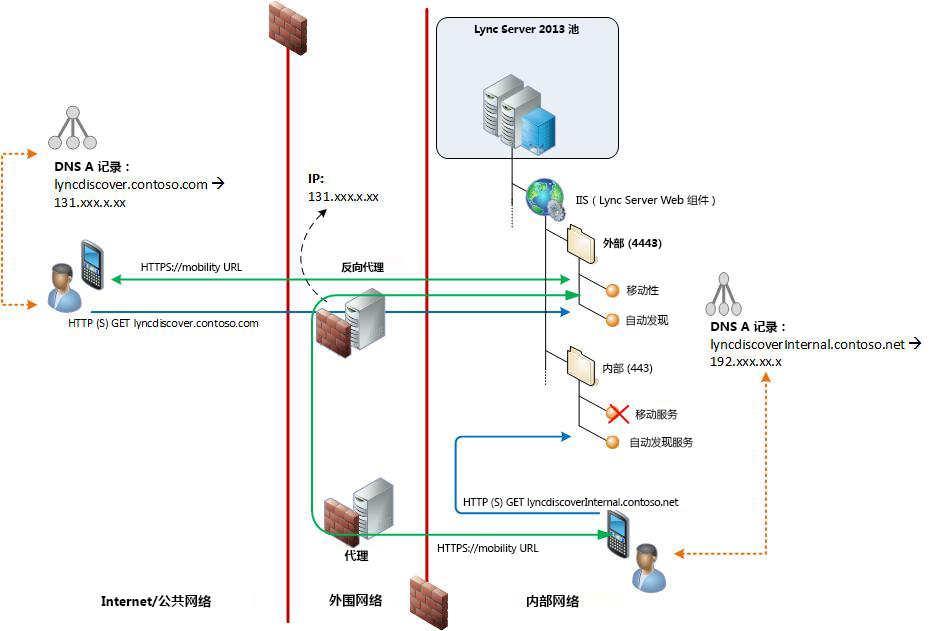 Lync Server 2013 池
DNS A 记录：
lyncdiscover.contoso.com →
131.xxx.x.xx
IP:
131.xxx.x.xx
IIS（Lync Server Web 组件）
外部 (4443)
HTTPS://mobility URL
反向代理
移动性
自动发现
HTTP (S) GET lyncdiscover.contoso.com
DNS A 记录：
lyncdiscoverInternal.contoso.net →
192.xxx.xx.x
内部 (443)
移动服务
自动发现服务
HTTP (S) GET lyncdiscoverInternal.contoso.net
代理
HTTPS://mobility URL
Internet/公共网络
外围网络
内部网络